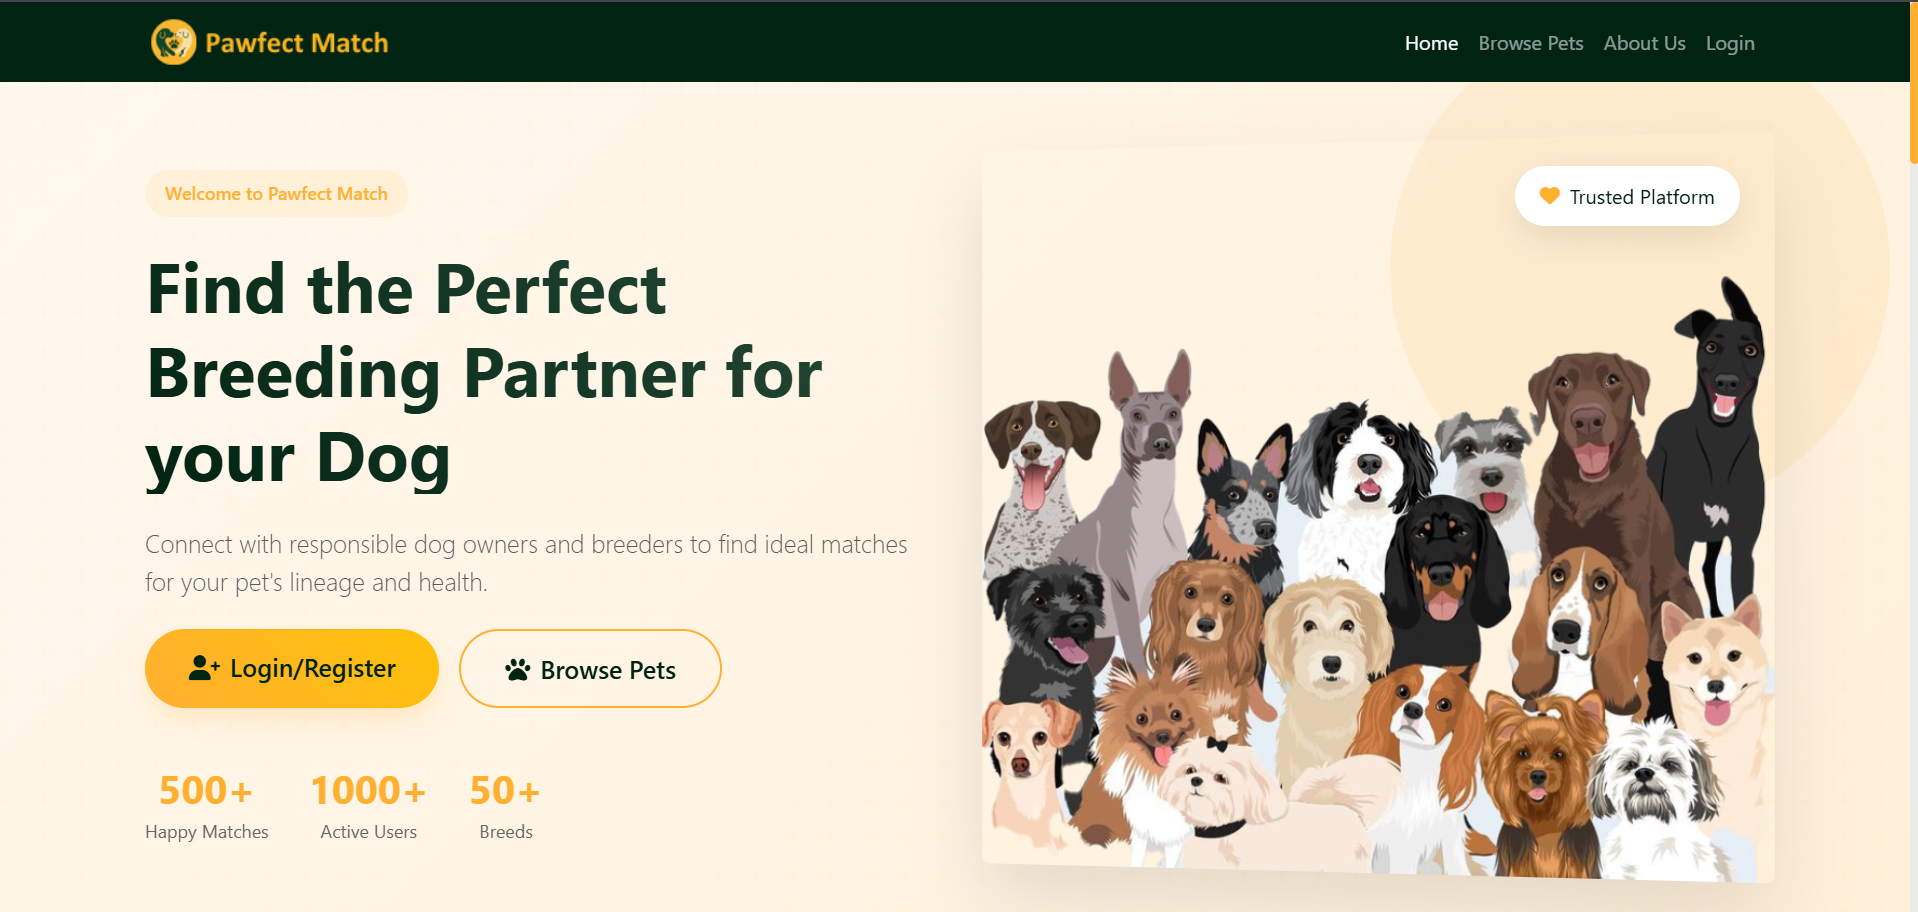 Pawfect Match
Home Browse Pets About Us Login
Welcome to Pawfect Match
Trusted Platform
Find the Perfect
Breeding Partner for
your Dog
Connect with responsible dog owners and breeders to find ideal matches
for your pet's lineage and health.
Login/Register Browse Pets
500+ 1000+ 50+
Happy Matches Active Users Breeds